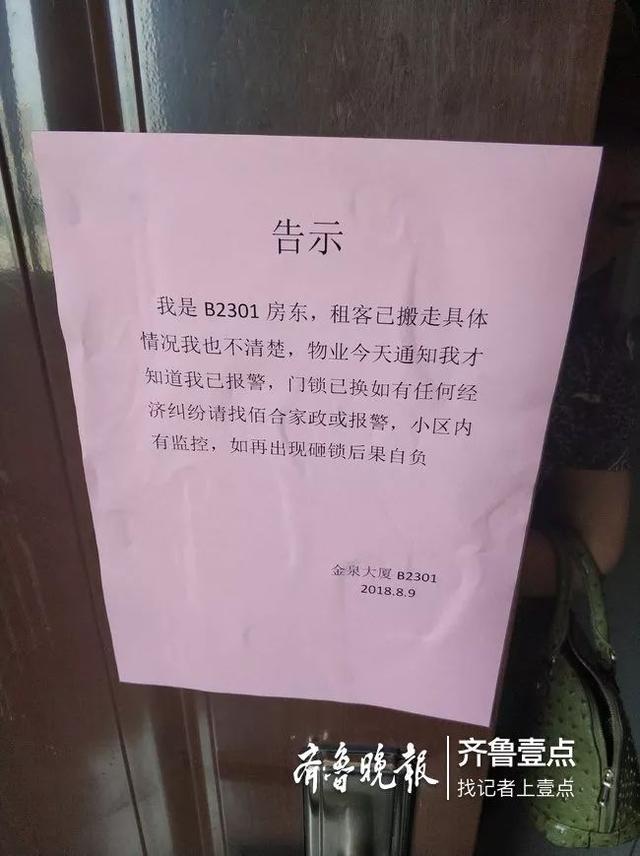 告示
我是 B2301 房东，租客已搬走具体
情况我也不清楚，物业今天通知我才
知道我已报警，门锁已换如有任何经
济纠纷请找佰合家政或报警，小区内
有监控，如再出现砸锁后果自负
金泉大厦 B2301
2018.8.9
齐鲁晚报
齐鲁壹点
找记者上壹点